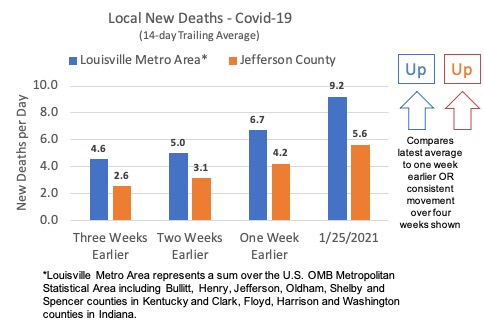 Local New Deaths - Covid-19
(14-day Trailing Average)
Louisville Metro Area* Jefferson County
Up Up
10.0
8.0
6.0
4.0
2.0
0.0
New Deaths per Day
4.6
2.6
5.0
3.1
6.7
4.2
9.2
5.6
Three Weeks
Earlier
Two Weeks
Earlier
One Week
Earlier
1/25/2021
Compares
latest average
to one week
earlier OR
consistent
movement
over four
weeks shown
*Louisville Metro Area represents a sum over the U.S. OMB Metropolitan
Statistical Area including Bullitt, Henry, Jefferson, Oldham, Shelby and
Spencer counties in Kentucky and Clark, Floyd, Harrison and Washington
counties in Indiana.